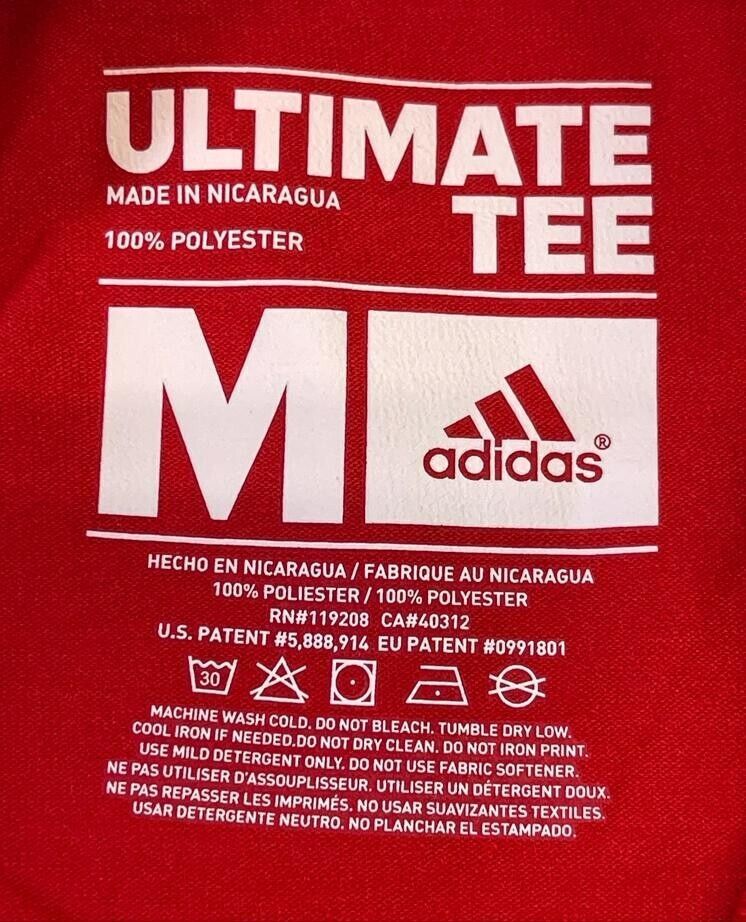 ULTIMATE
MADE IN NICARAGUA
TEE
100% POLYESTER
M
adidas®
HECHO EN NICARAGUA / FABRIQUE AU NICARAGUA
100% POLIESTER / 100% POLYESTER
RN#119208 CA#40312
U.S. PATENT #5,888,914 EU PATENT #0991801
30
MACHINE WASH COLD. DO NOT BLEACH. TUMBLE DRY LOW.
COOL IRON IF NEEDED.DO NOT DRY CLEAN. DO NOT IRON PRINT.
USE MILD DETERGENT ONLY. DO NOT USE FABRIC SOFTENER.
NE PAS UTILISER D'ASSOUPLISSEUR. UTILISER UN DÉTERGENT DOUX.
NE PAS REPASSER LES IMPRIMÉS. NO USAR SUAVIZANTES TEXTILES.
USAR DETERGENTE NEUTRO. NO PLANCHAR EL ESTAMPADO.